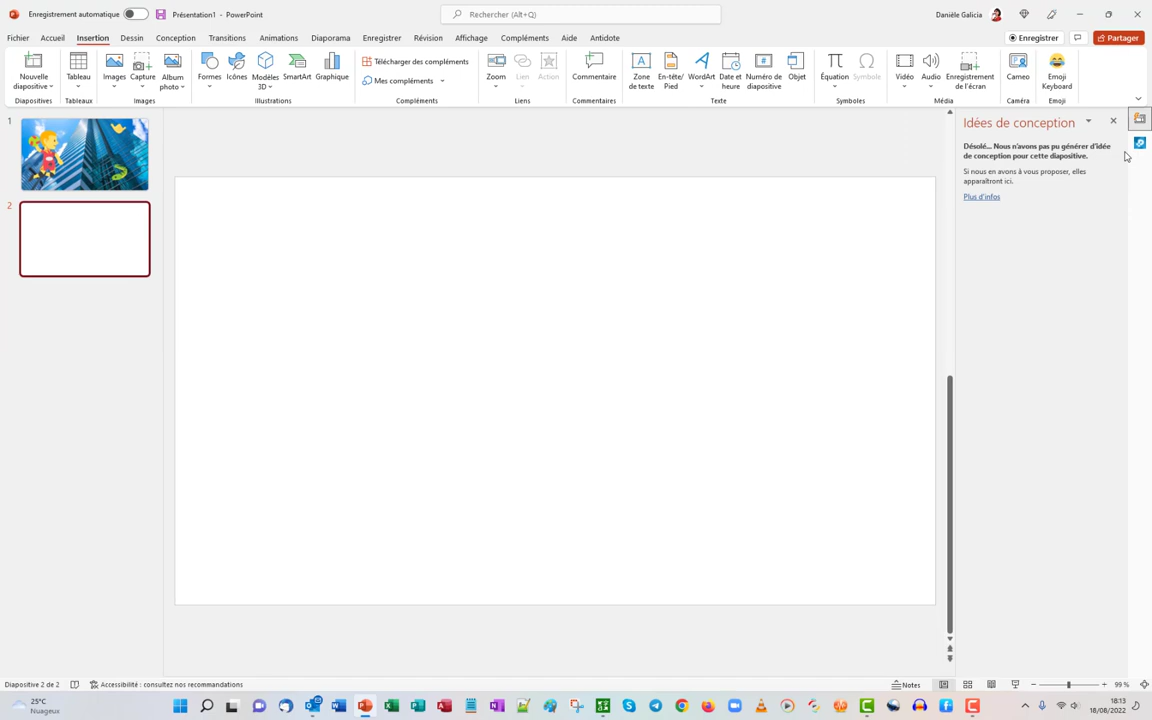 Enregistrement automatique
Présentation1 - PowerPoint
Rechercher (Alt+Q)
Danièle Galicia
Fichier Accueil Insertion Dessin Conception Transitions Animations Diaporama Enregistrer Révision Affichage Compléments Aide Antidote
Enregistrer
Partager
Nouvelle diapositive
Tableau
Images
Capture
Album photo
Formes
Icônes
Modèles 3D
SmartArt
Graphique
Télécharger des compléments
Mes compléments
Zoom
Lien
Action
Commentaire
Zone de texte
En-tête/ Pied
WordArt
Date et heure
Numéro de diapositive
Objet
Équation
Symbols
Vidéo
Audio
Enregistrement de l'écran
Cameo
Emoji Keyboard
Diapositives
Tableaux
Images
Illustrations
Compléments
Liens
Commentaires
Texte
Symboles
Média
Caméra
Emoji
1
2
Idées de conception
Désolé... Nous n'avons pas pu générer d'idée
de conception pour cette diapositive.
Si nous en avons à vous proposer, elles
apparaîtront ici.
Plus d'infos
Diapositive 2 de 2
Accessibilité : consultez nos recommandations
Notes
99 %
25°C
Nuageux
18:13
18/08/2022